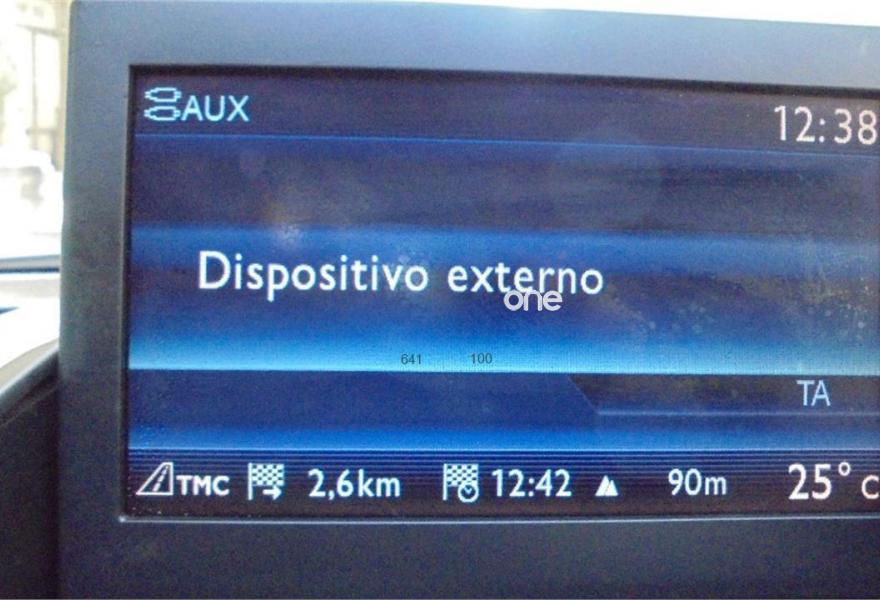 AUX 12:38
Dispositivo externo
one
641 100
TA
TMC 2,6km 12:42 90m 25° C